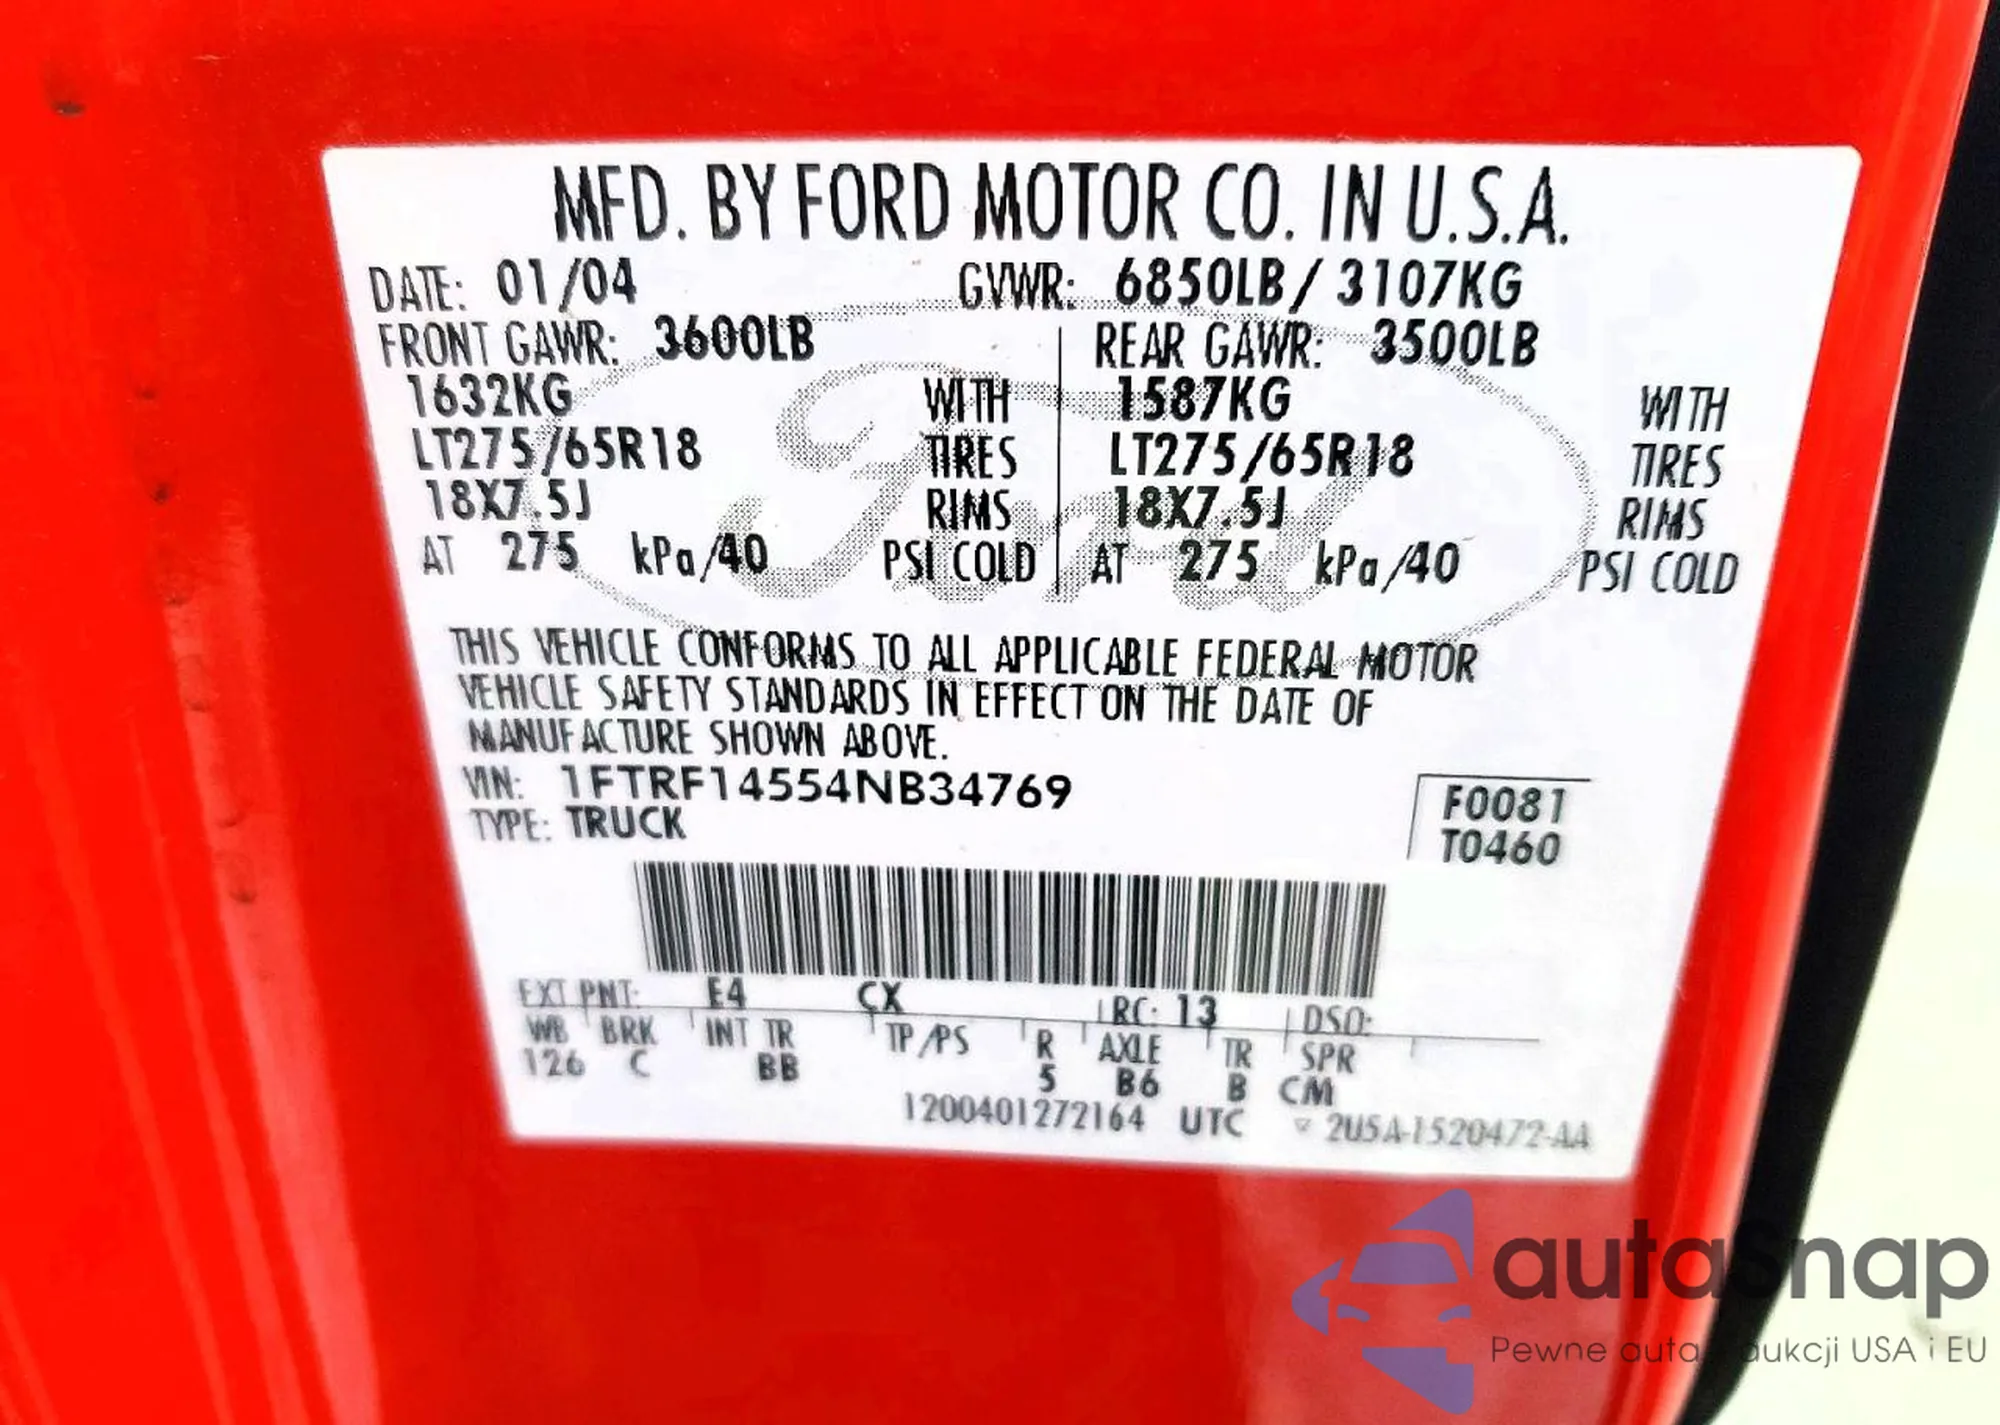 MFD. BY FORD MOTOR CO. IN U.S.A.
DATE: 01/04 GVWR: 6850LB / 3107KG
FRONT GAWR: 3600LB REAR GAWR: 3500LB
1632KG WITH 1587KG WITH
LT275/65R18 TIRES LT275/65R18 TIRES
18X7.5J RIMS 18X7.5J RIMS
AT 275 kPa/40 PSI COLD AT 275 kPa/40 PSI COLD
Ford
THIS VEHICLE CONFORMS TO ALL APPLICABLE FEDERAL MOTOR
VEHICLE SAFETY STANDARDS IN EFFECT ON THE DATE OF
MANUFACTURE SHOWN ABOVE.
VIN: 1FTRF14554NB34769
TYPE: TRUCK
F0081
T0460
EXT PNT: E4 CX RC: 13 DSO:
WB BRK INT TR TP/PS R AXLE TR SPR
126 C BB 5 B6 B CM
1200401272164 UTC 2U5A-1520472-AA
autasnap
Pewne auta aukcji USA i EU